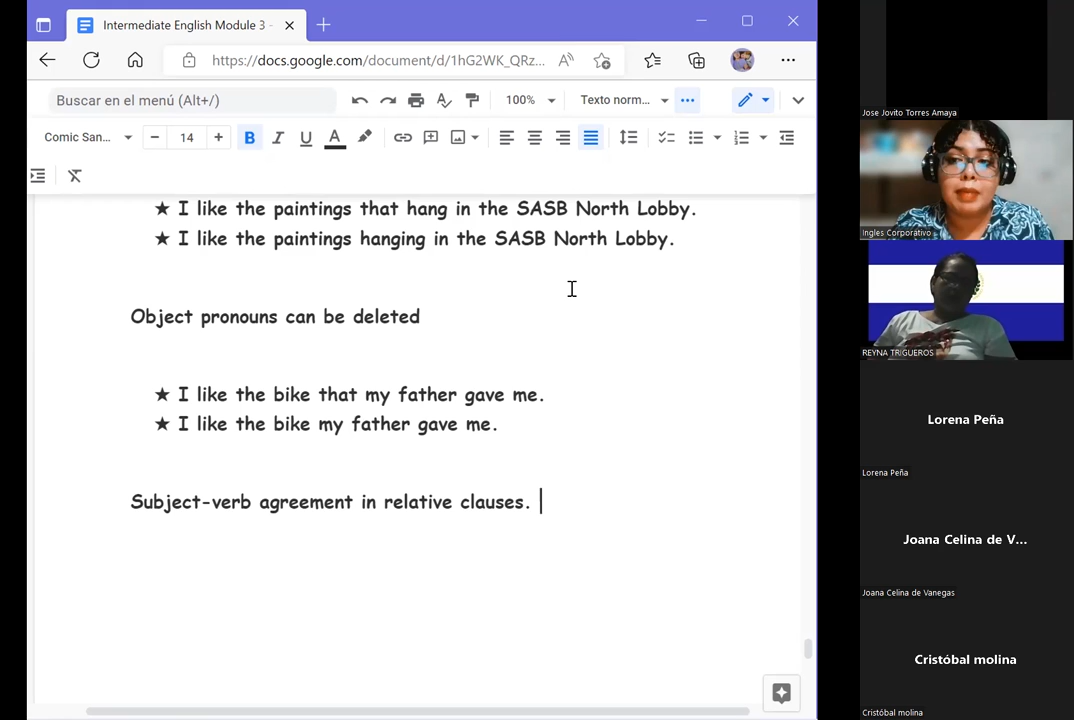 Intermediate English Module 3 -
https://docs.google.com/document/d/1hG2WK_QRz...
Buscar en el menú (Alt+/)
100%
Texto norm...
Comic San...
14
★ I like the paintings that hang in the SASB North Lobby.
★ I like the paintings hanging in the SASB North Lobby.
Object pronouns can be deleted
★ I like the bike that my father gave me.
★ I like the bike my father gave me.
Subject-verb agreement in relative clauses.
Jose Jovito Torres Amaya
Ingles Corporativo
REYNA TRIGUEROS
Lorena Peña
Lorena Peña
Joana Celina de V...
Joana Celina de Vanegas
Cristóbal molina
Cristóbal molina